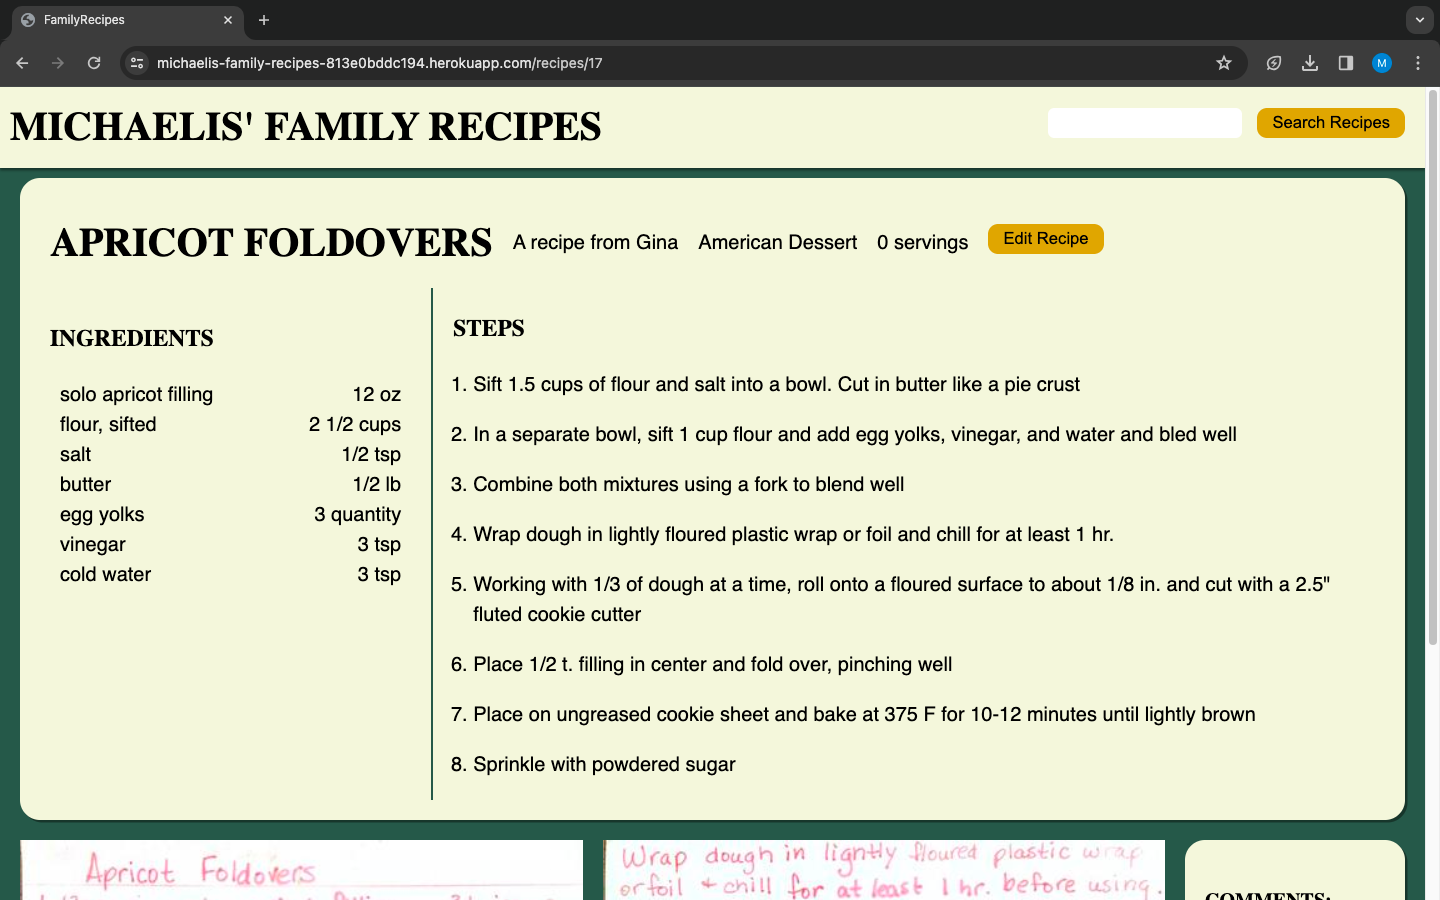 FamilyRecipes
michaelis-family-recipes-813e0bddc194.herokuapp.com/recipes/17
M
MICHAELIS' FAMILY RECIPES
Search Recipes
APRICOT FOLDOVERS A recipe from Gina American Dessert 0 servings Edit Recipe
INGREDIENTS
solo apricot filling 12 oz
flour, sifted 2 1/2 cups
salt 1/2 tsp
butter 1/2 lb
egg yolks 3 quantity
vinegar 3 tsp
cold water 3 tsp
STEPS
1. Sift 1.5 cups of flour and salt into a bowl. Cut in butter like a pie crust
2. In a separate bowl, sift 1 cup flour and add egg yolks, vinegar, and water and bled well
3. Combine both mixtures using a fork to blend well
4. Wrap dough in lightly floured plastic wrap or foil and chill for at least 1 hr.
5. Working with 1/3 of dough at a time, roll onto a floured surface to about 1/8 in. and cut with a 2.5"
fluted cookie cutter
6. Place 1/2 t. filling in center and fold over, pinching well
7. Place on ungreased cookie sheet and bake at 375 F for 10-12 minutes until lightly brown
8. Sprinkle with powdered sugar
Apricot Foldovers
Wrap dough in lightly floured plastic wrap
or foil + chill for at least 1 hr. before using.
COMMENTS: